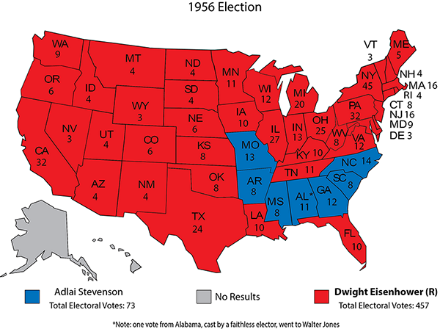 1956 Election
WA
9
OR
6
CA
32
NV
3
ID
4
MT
4
WY
3
UT
4
AZ
4
CO
6
NM
4
ND
4
SD
4
NE
6
KS
8
OK
8
TX
24
MN
11
IA
10
MO
13
AR
8
LA
10
WI
12
IL
27
MI
20
IN
13
OH
25
KY 10
TN 11
MS
8
AL*
11
GA
12
FL
10
SC
8
NC 14
VA
12
WV
8
PA
32
NY
45
VT
3
ME
5
NH 4
MA 16
RI 4
CT 8
NJ 16
MD 9
DE 3
Adlai Stevenson
Total Electoral Votes: 73
No Results
Dwight Eisenhower (R)
Total Electoral Votes: 457
*Note: one vote from Alabama, cast by a faithless elector, went to Walter Jones